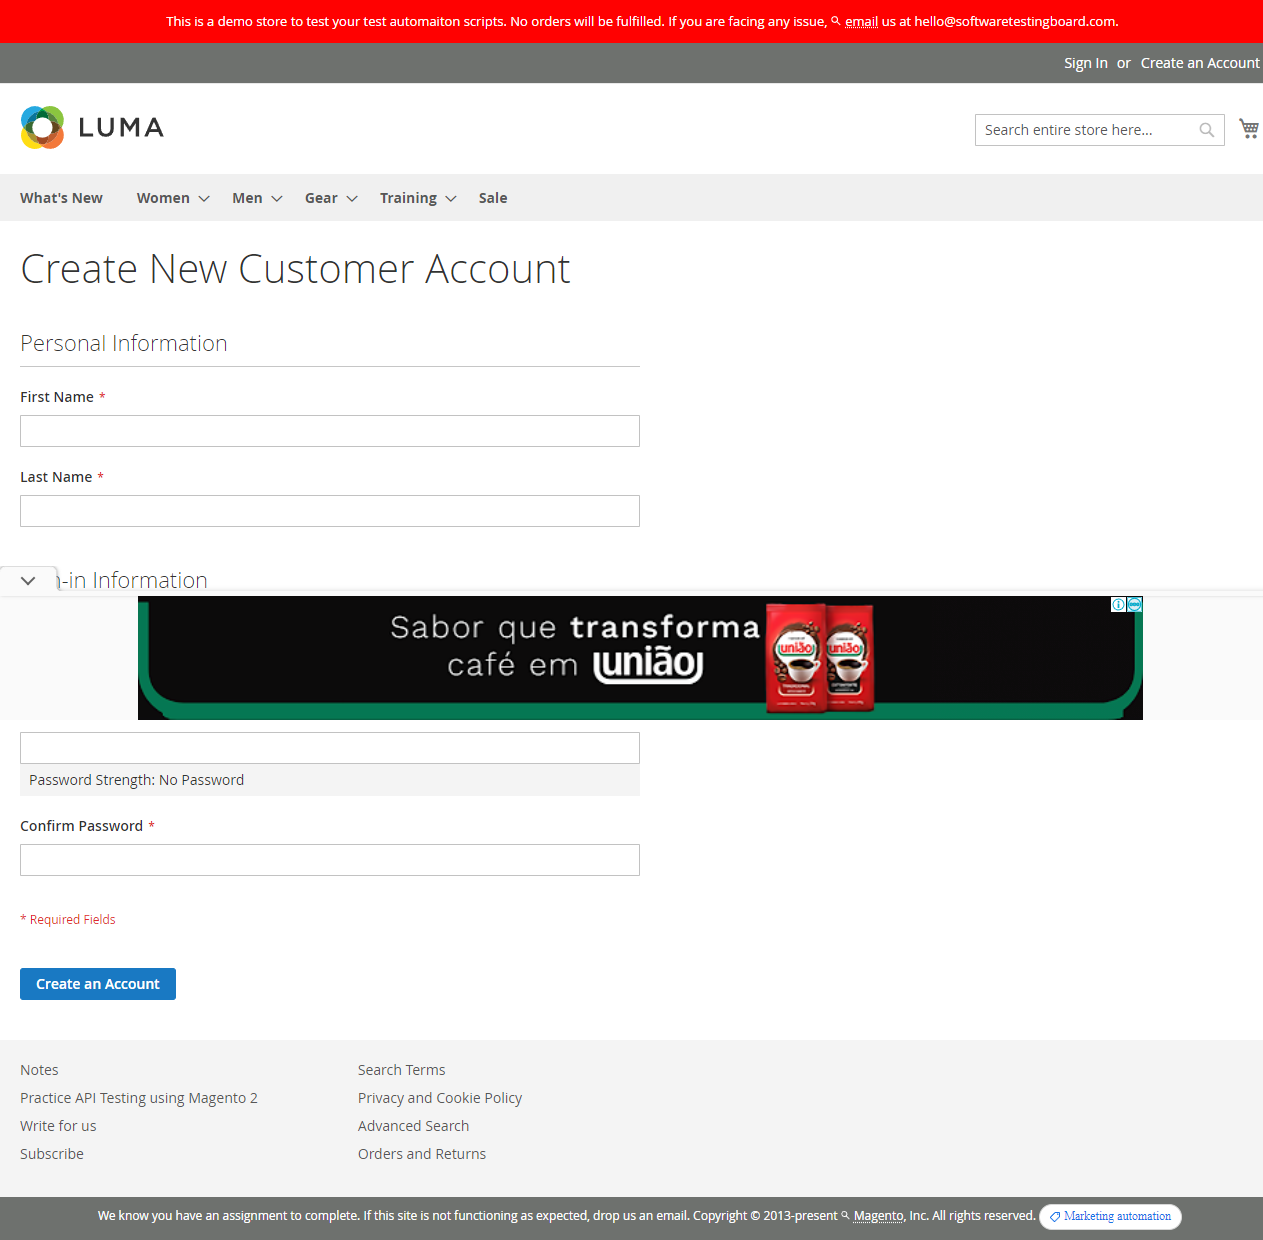 This is a demo store to test your test automaiton scripts. No orders will be fulfilled. If you are facing any issue, email us at hello@softwaretestingboard.com.
Sign In or Create an Account
LUMA
Search entire store here...
What's New Women Men Gear Training Sale
Create New Customer Account
Personal Information
First Name *
Last Name *
-in Information
Sabor que transforma
café em união
união união
Password Strength: No Password
Confirm Password *
* Required Fields
Create an Account
Notes
Practice API Testing using Magento 2
Write for us
Subscribe
Search Terms
Privacy and Cookie Policy
Advanced Search
Orders and Returns
We know you have an assignment to complete. If this site is not functioning as expected, drop us an email. Copyright © 2013-present Magento, Inc. All rights reserved. Marketing automation